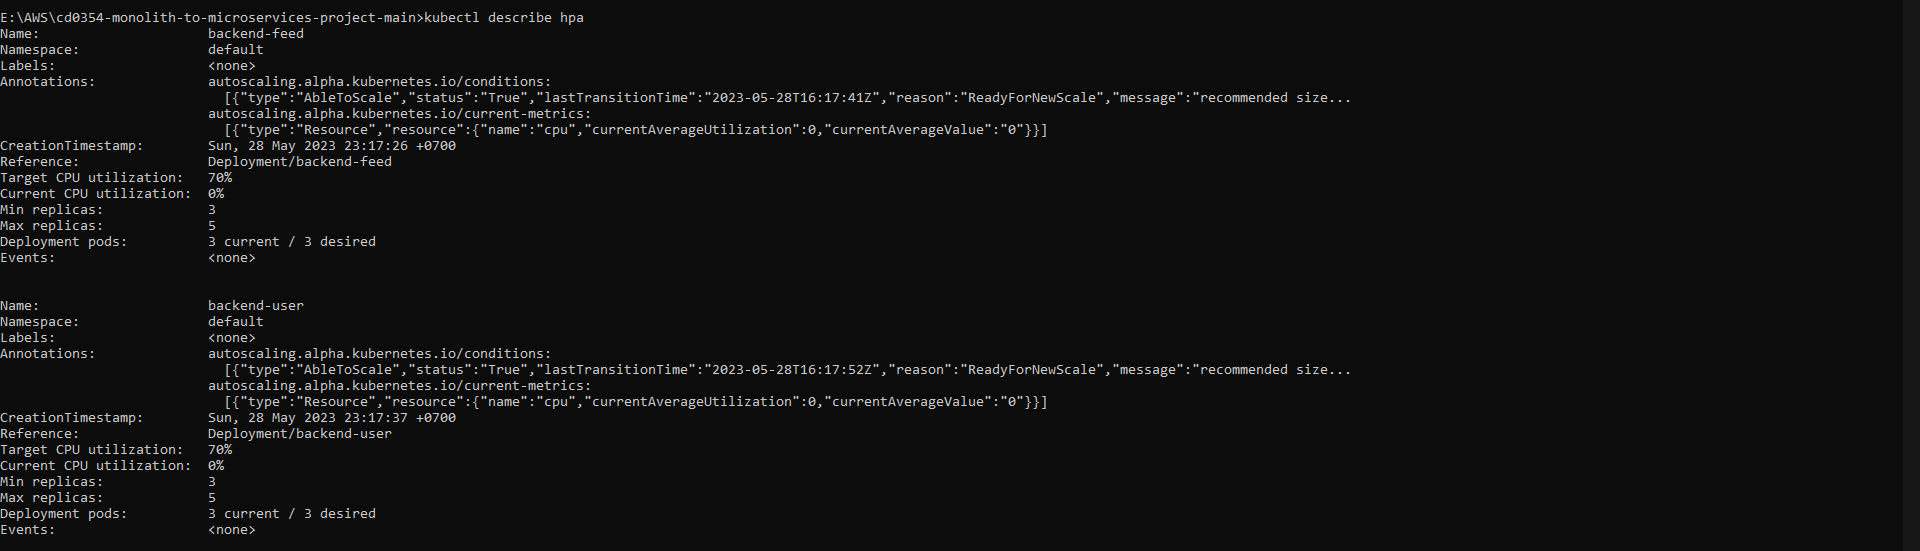 E:\AWS\cd0354-monolith-to-microservices-project-main>kubectl describe hpa
Name:                     backend-feed
Namespace:                default
Labels:                   <none>
Annotations:              autoscaling.alpha.kubernetes.io/conditions:
                            [{"type":"AbleToScale","status":"True","lastTransitionTime":"2023-05-28T16:17:41Z","reason":"ReadyForNewScale","message":"recommended size...
                          autoscaling.alpha.kubernetes.io/current-metrics:
                            [{"type":"Resource","resource":{"name":"cpu","currentAverageUtilization":0,"currentAverageValue":"0"}}]
CreationTimestamp:        Sun, 28 May 2023 23:17:26 +0700
Reference:                Deployment/backend-feed
Target CPU utilization:   70%
Current CPU utilization:  0%
Min replicas:             3
Max replicas:             5
Deployment pods:          3 current / 3 desired
Events:                   <none>
Name:                     backend-user
Namespace:                default
Labels:                   <none>
Annotations:              autoscaling.alpha.kubernetes.io/conditions:
                            [{"type":"AbleToScale","status":"True","lastTransitionTime":"2023-05-28T16:17:52Z","reason":"ReadyForNewScale","message":"recommended size...
                          autoscaling.alpha.kubernetes.io/current-metrics:
                            [{"type":"Resource","resource":{"name":"cpu","currentAverageUtilization":0,"currentAverageValue":"0"}}]
CreationTimestamp:        Sun, 28 May 2023 23:17:37 +0700
Reference:                Deployment/backend-user
Target CPU utilization:   70%
Current CPU utilization:  0%
Min replicas:             3
Max replicas:             5
Deployment pods:          3 current / 3 desired
Events:                   <none>